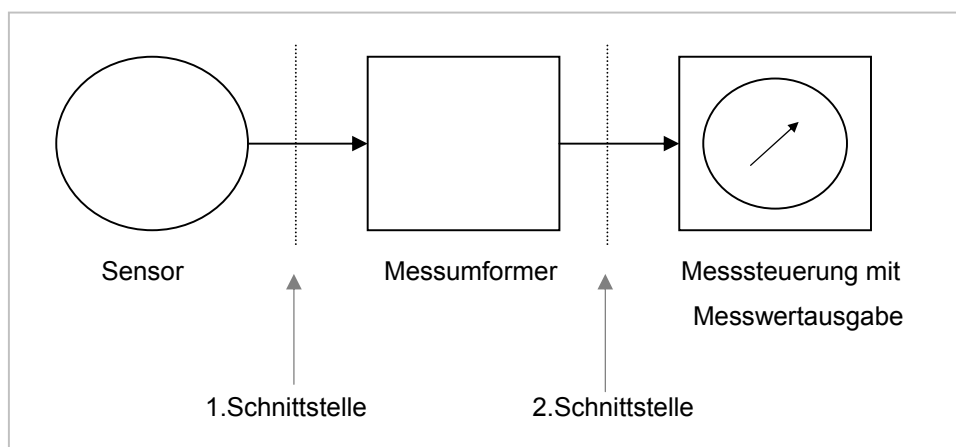 Sensor
Messumformer
Messsteuerung mit
Messwertausgabe
1.Schnittstelle
2.Schnittstelle